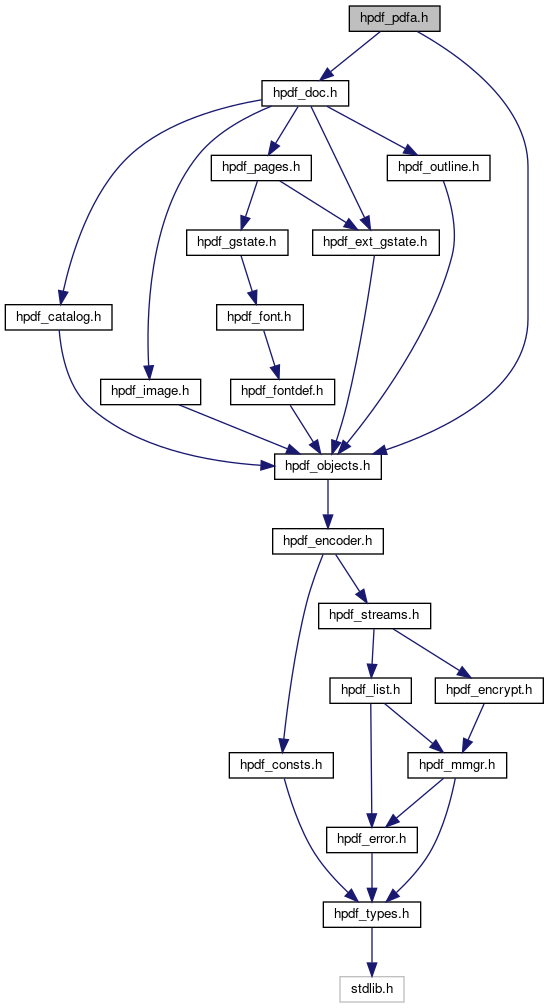 hpdf_pdfa.h
hpdf_doc.h
hpdf_pages.h
hpdf_outline.h
hpdf_gstate.h
hpdf_ext_gstate.h
hpdf_catalog.h
hpdf_font.h
hpdf_image.h
hpdf_fontdef.h
hpdf_objects.h
hpdf_encoder.h
hpdf_streams.h
hpdf_list.h
hpdf_encrypt.h
hpdf_consts.h
hpdf_mmgr.h
hpdf_error.h
hpdf_types.h
stdlib.h